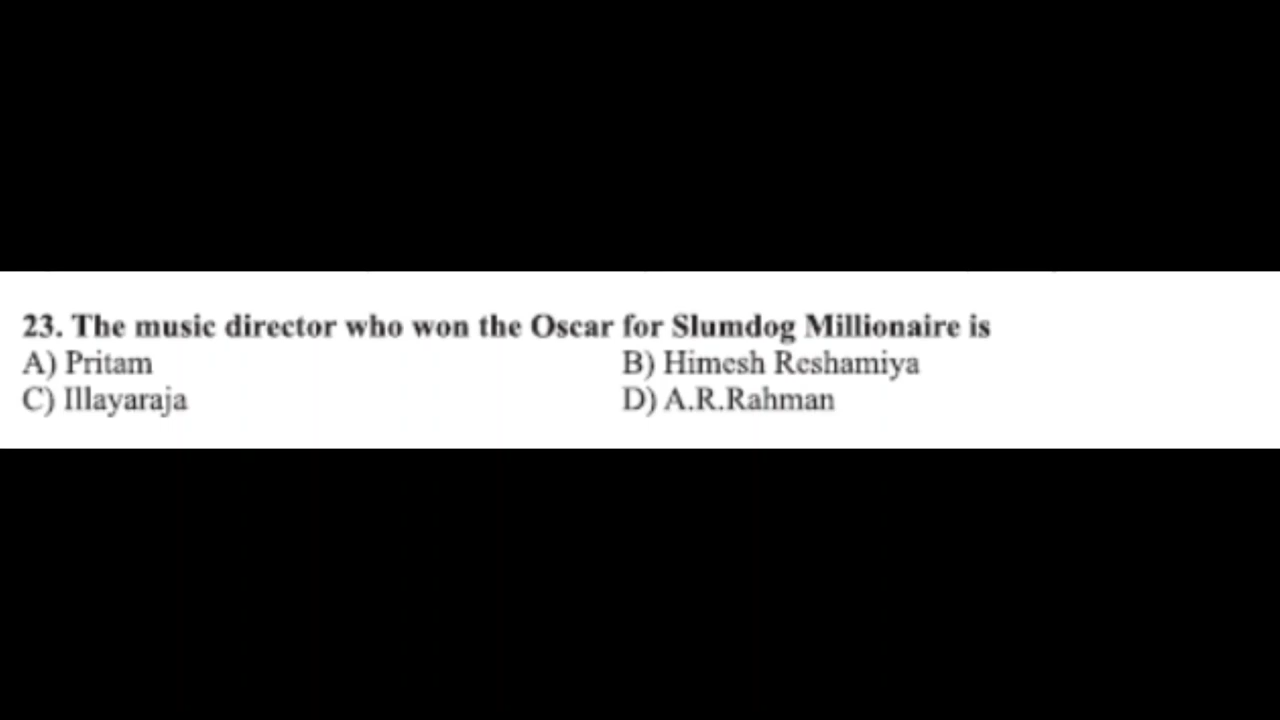 23. The music director who won the Oscar for Slumdog Millionaire is
A) Pritam B) Himesh Reshamiya
C) Illayaraja D) A.R.Rahman